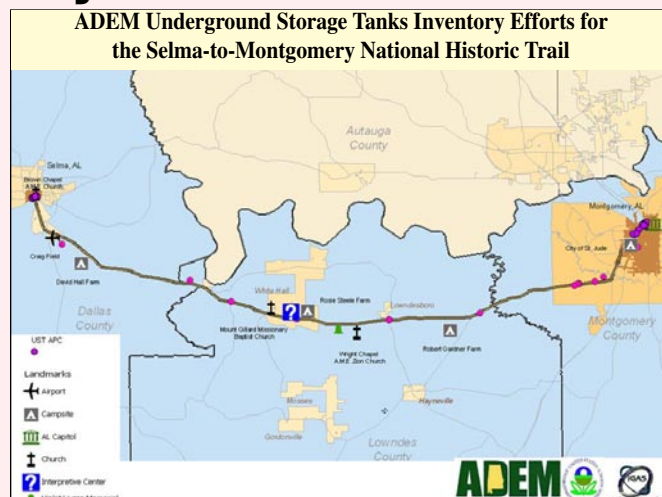 ADEM Underground Storage Tanks Inventory Efforts for
the Selma-to-Montgomery National Historic Trail
Autauga
County
Selma, AL
Brown Chapel
A.M.E. Church
Montgomery, AL
City of St. Jude
Craig Field
David Hall Farm
White Hall
Rosie Steele Farm
Lowndesboro
Dallas
County
Mount Gillard Missionary
Baptist Church
Montgomery
County
Robert Gardner Farm
Wright Chapel
A.M.E. Zion Church
UST APC
Landmarks
Airport
Campsite
AL Capitol
Church
Interpretive Center
Mosses
Hayneville
Gordonville
Lowndes
County
ADEM